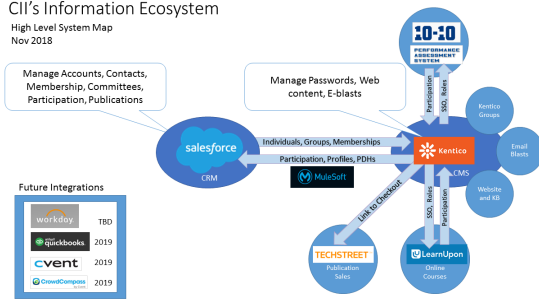 CII's Information Ecosystem
High Level System Map
Nov 2018
Manage Accounts, Contacts,
Membership, Committees,
Participation, Publications
Manage Passwords, Web
content, E-blasts
10-10
PERFORMANCE
ASSESSMENT
SYSTEM
Participation
SSO, Roles
Kentico
Groups
Email
Blasts
Website
and KB
salesforce
CRM
Individuals, Groups, Memberships
Participation, Profiles, PDHs
MuleSoft
Kentico
CMS
Link to Checkout
SSO, Roles
Participation
TECHSTREET
Publication
Sales
LearnUpon
Online
Courses
Future Integrations
workday
TBD
quickbooks
2019
cvent
2019
CrowdCompass
2019